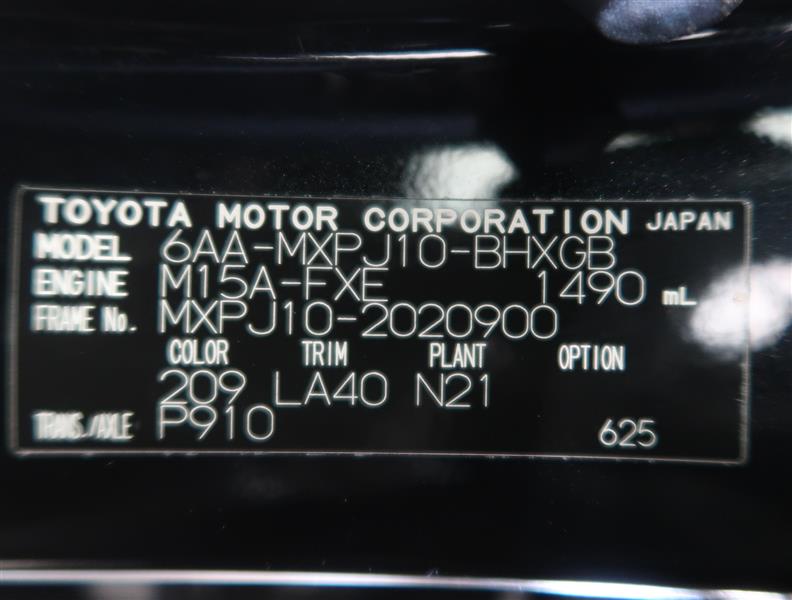 TOYOTA MOTOR CORPORATION JAPAN
MODEL 6AA-MXPJ10-BHXGB
ENGINE M15A-FXE 1490 mL
FRAME No. MXPJ10-2020900
COLOR TRIM PLANT OPTION
209 LA40 N21
TRANS./AXLE P910 625